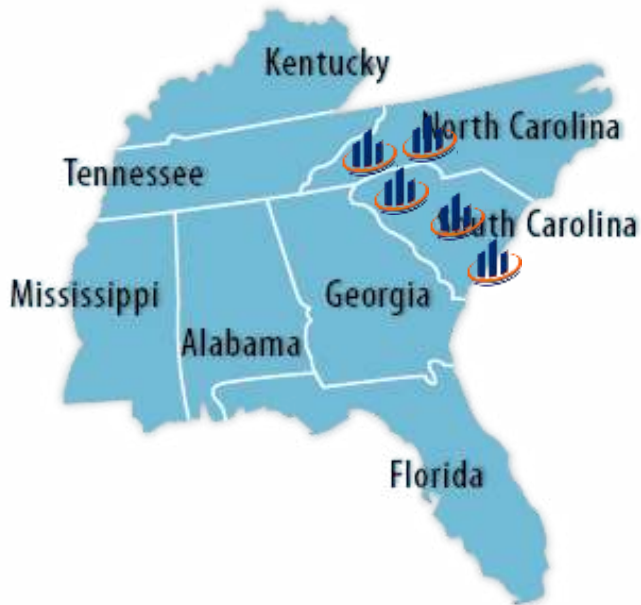 Kentucky
North Carolina
Tennessee
South Carolina
Mississippi
Georgia
Alabama
Florida